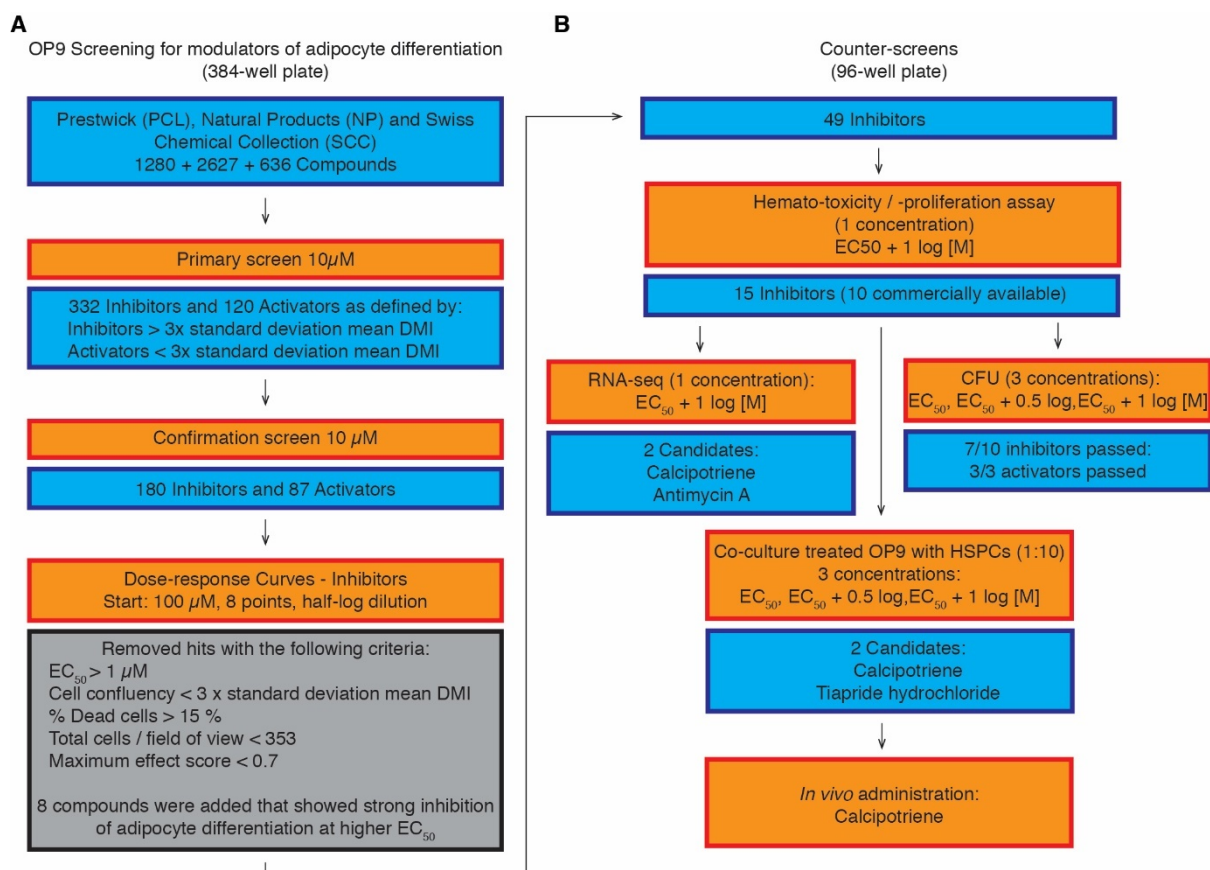 A
OP9 Screening for modulators of adipocyte differentiation
(384-well plate)
Prestwick (PCL), Natural Products (NP) and Swiss
Chemical Collection (SCC)
1280 + 2627 + 636 Compounds
Primary screen 10µM
332 Inhibitors and 120 Activators as defined by:
Inhibitors > 3x standard deviation mean DMI
Activators < 3x standard deviation mean DMI
Confirmation screen 10 µM
180 Inhibitors and 87 Activators
Dose-response Curves - Inhibitors
Start: 100 µM, 8 points, half-log dilution
Removed hits with the following criteria:
EC₅₀ > 1 µM
Cell confluency < 3 x standard deviation mean DMI
% Dead cells > 15 %
Total cells / field of view < 353
Maximum effect score < 0.7
8 compounds were added that showed strong inhibition
of adipocyte differentiation at higher EC₅₀
B
Counter-screens
(96-well plate)
49 Inhibitors
Hemato-toxicity / -proliferation assay
(1 concentration)
EC50 + 1 log [M]
15 Inhibitors (10 commercially available)
RNA-seq (1 concentration):
EC₅₀ + 1 log [M]
2 Candidates:
Calcipotriene
Antimycin A
CFU (3 concentrations):
EC₅₀, EC₅₀ + 0.5 log,EC₅₀ + 1 log [M]
7/10 inhibitors passed:
3/3 activators passed
Co-culture treated OP9 with HSPCs (1:10)
3 concentrations:
EC₅₀, EC₅₀ + 0.5 log,EC₅₀ + 1 log [M]
2 Candidates:
Calcipotriene
Tiapride hydrochloride
In vivo administration:
Calcipotriene